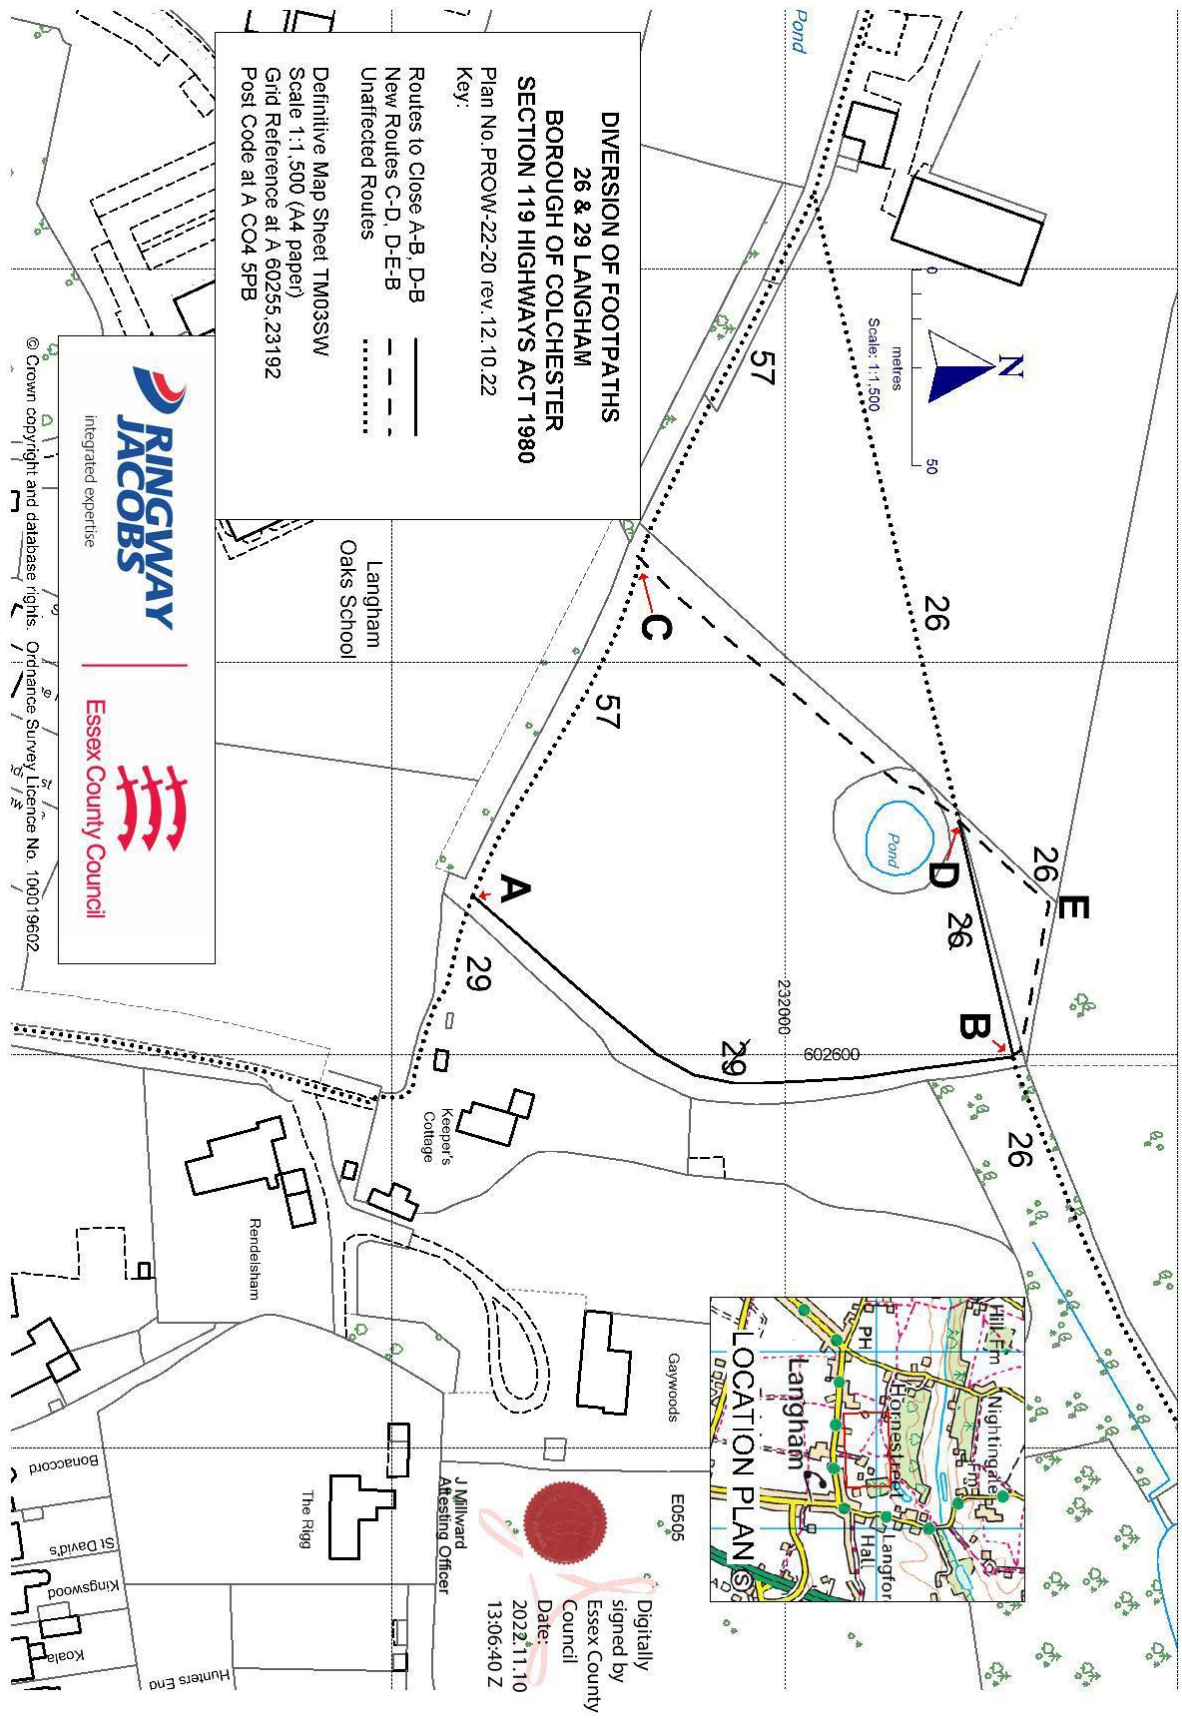 DIVERSION OF FOOTPATHS
26 & 29 LANGHAM
BOROUGH OF COLCHESTER
SECTION 119 HIGHWAYS ACT 1980
Plan No.PROW-22-20 rev.12.10.22
Key:
Routes to Close A-B, D-B
New Routes C-D, D-E-B
Unaffected Routes
Definitive Map Sheet TM03SW
Scale 1:1,500 (A4 paper)
Grid Reference at A 60255,23192
Post Code at A CO4 5PB
RINGWAY
JACOBS
integrated expertise
Essex County Council
© Crown copyright and database rights. Ordnance Survey Licence No. 100019602
Pond
N
0
50
metres
Scale: 1:1,500
57
26
C
57
Langham
Oaks School
Pond
D
26
E
26
A
29
B
29
232000
602600
26
Keeper's
Cottage
Rendelsham
Gaywoods
The Rigg
Bonaccord
St David's
Kingswood
Koala
Hunters End
Hill Fm
Nightingale
Fm
PH
Hornestreet
Langham
Langfor
Hall
LOCATION PLAN
(s)
AD
E0505
J Millward
Attesting Officer
Digitally
signed by
Essex County
Council
Date:
2022.11.10
13:06:40 Z